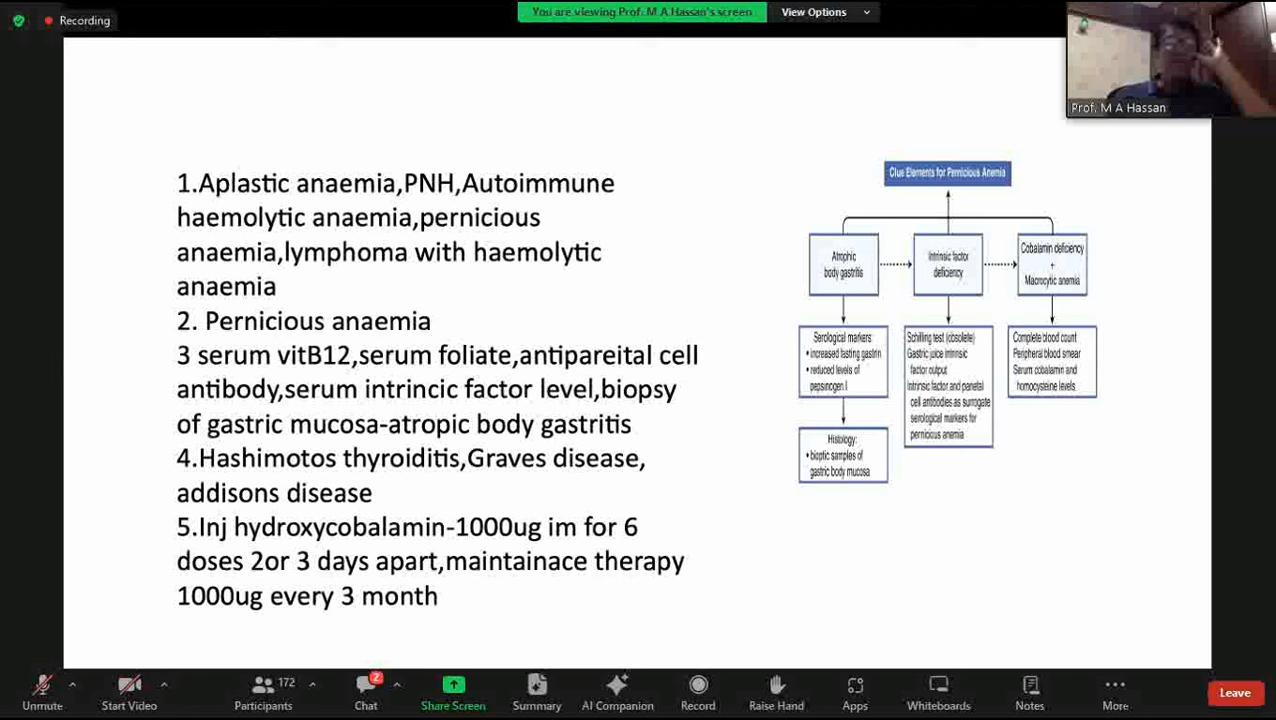 Recording
You are viewing Prof. M A Hassan's screen
View Options
Prof. M A Hassan
1.Aplastic anaemia,PNH,Autoimmune
haemolytic anaemia,pernicious
anaemia,lymphoma with haemolytic
anaemia
2. Pernicious anaemia
3 serum vitB12,serum foliate,antipareital cell
antibody,serum intrincic factor level,biopsy
of gastric mucosa-atropic body gastritis
4.Hashimotos thyroiditis,Graves disease,
addisons disease
5.Inj hydroxycobalamin-1000ug im for 6
doses 2or 3 days apart,maintainace therapy
1000ug every 3 month
Clue Elements for Pernicious Anemia
Atrophic
body gastritis
Intrinsic factor
deficiency
Cobalamin deficiency
+
Macrocytic anemia
Serological markers:
• increased fasting gastrin
• reduced levels of
pepsinogen I
Schilling test (obsolete)
Gastric juice intrinsic
factor output
Intrinsic factor and parietal
cell antibodies as surrogate
serological markers for
pernicious anemia
Complete blood count
Peripheral blood smear
Serum cobalamin and
homocysteine levels
Histology:
• bioptic samples of
gastric body mucosa
Unmute
Start Video
172
Participants
2
Chat
Share Screen
Summary
AI Companion
Record
Raise Hand
Apps
Whiteboards
Notes
More
Leave